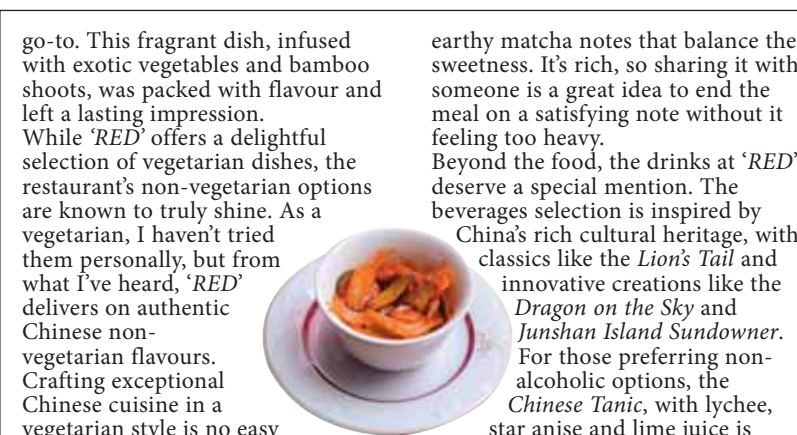 go-to. This fragrant dish, infused
with exotic vegetables and bamboo
shoots, was packed with flavour and
left a lasting impression.
While ‘RED’ offers a delightful
selection of vegetarian dishes, the
restaurant’s non-vegetarian options
are known to truly shine. As a
vegetarian, I haven’t tried
them personally, but from
what I’ve heard, ‘RED’
delivers on authentic
Chinese non-
vegetarian flavours.
Crafting exceptional
Chinese cuisine in a
vegetarian style is no easy
earthy matcha notes that balance the
sweetness. It’s rich, so sharing it with
someone is a great idea to end the
meal on a satisfying note without it
feeling too heavy.
Beyond the food, the drinks at ‘RED’
deserve a special mention. The
beverages selection is inspired by
China’s rich cultural heritage, with
classics like the Lion’s Tail and
innovative creations like the
Dragon on the Sky and
Junshan Island Sundowner.
For those preferring non-
alcoholic options, the
Chinese Tanic, with lychee,
star anise and lime juice is